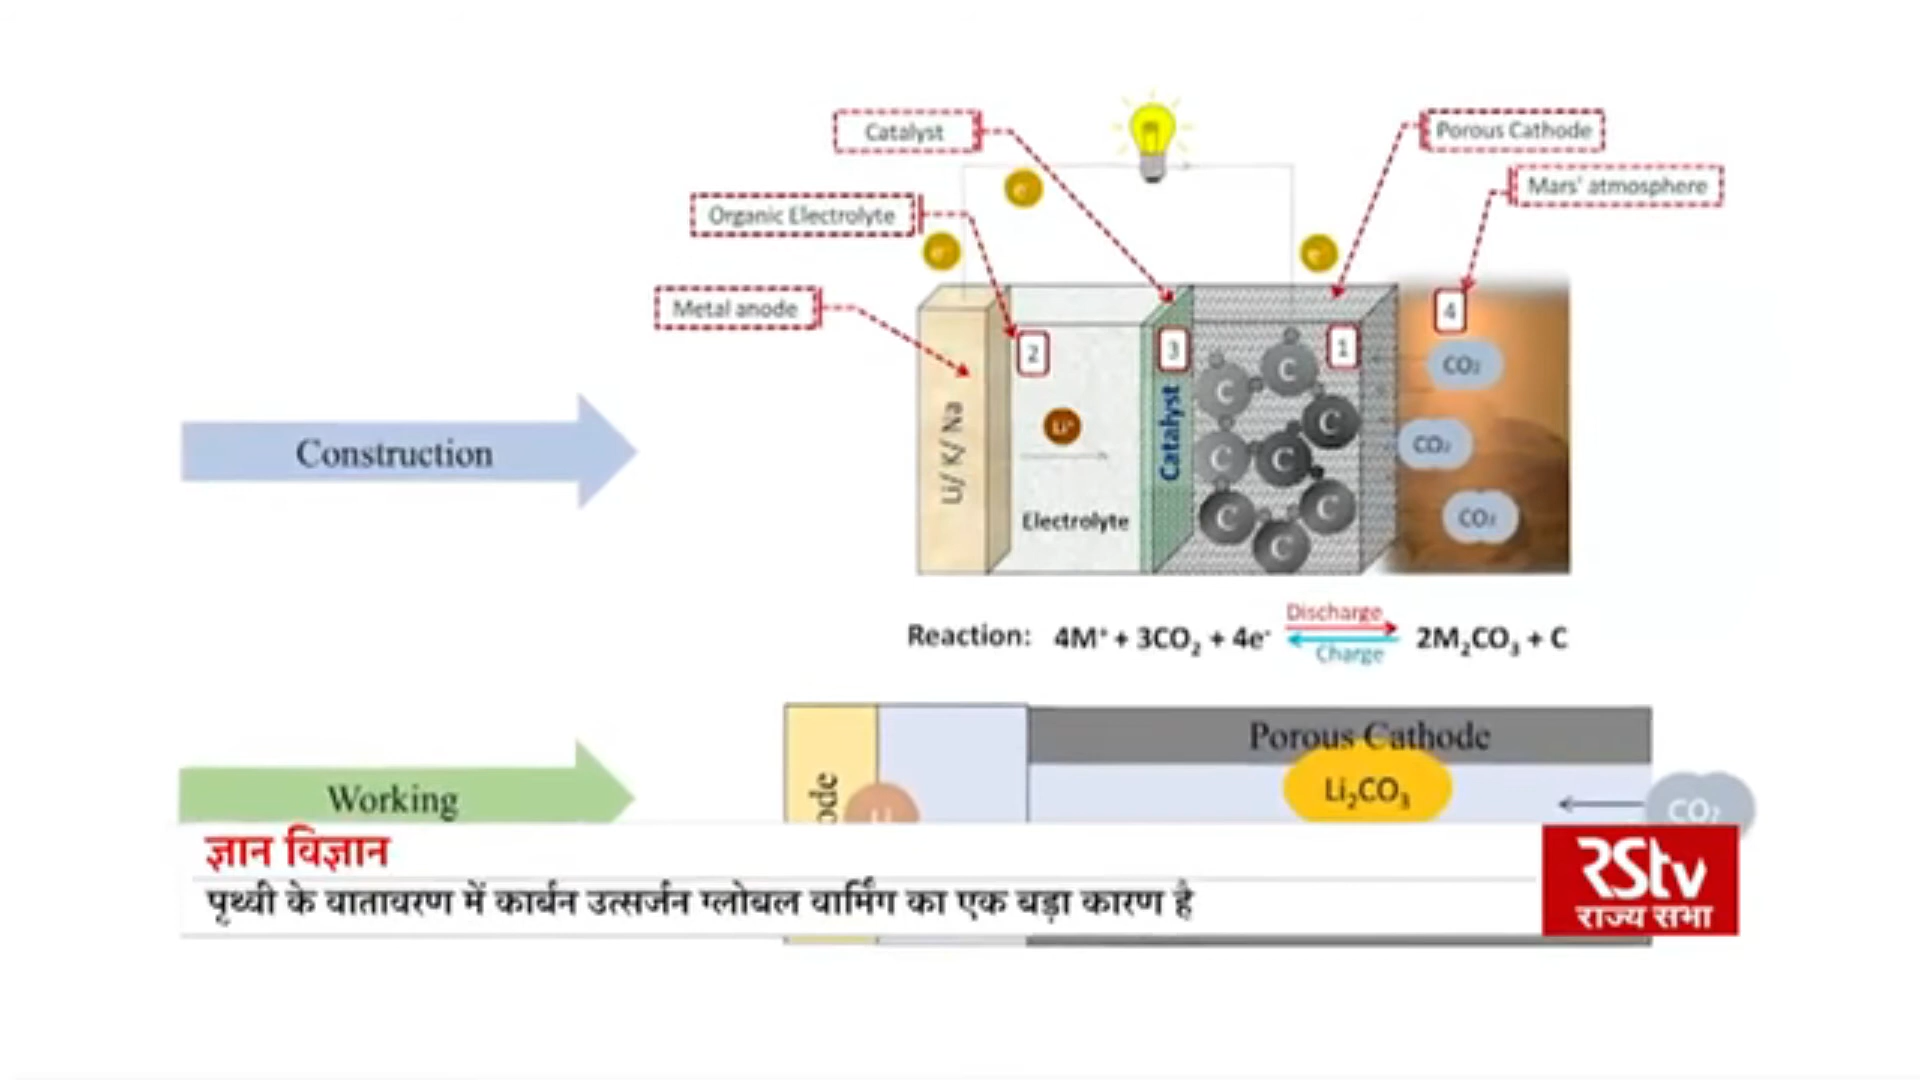 Catalyst
Porous Cathode
Mars' atmosphere
Organic Electrolyte
Metal anode
e-
e-
e-
2
3
1
4
Li/ K/ Na
Li+
Electrolyte
Catalyst
C
C
C
C
C
C
C
C
CO₂
CO₂
CO₂
Construction
Reaction: 4M⁺ + 3CO₂ + 4e⁻ Discharge Charge 2M₂CO₃ + C
Porous Cathode
Li₂CO₃
CO₂
Working
ode
ज्ञान विज्ञान
पृथ्वी के वातावरण में कार्बन उत्सर्जन ग्लोबल वार्मिंग का एक बड़ा कारण है
RStv
राज्य सभा